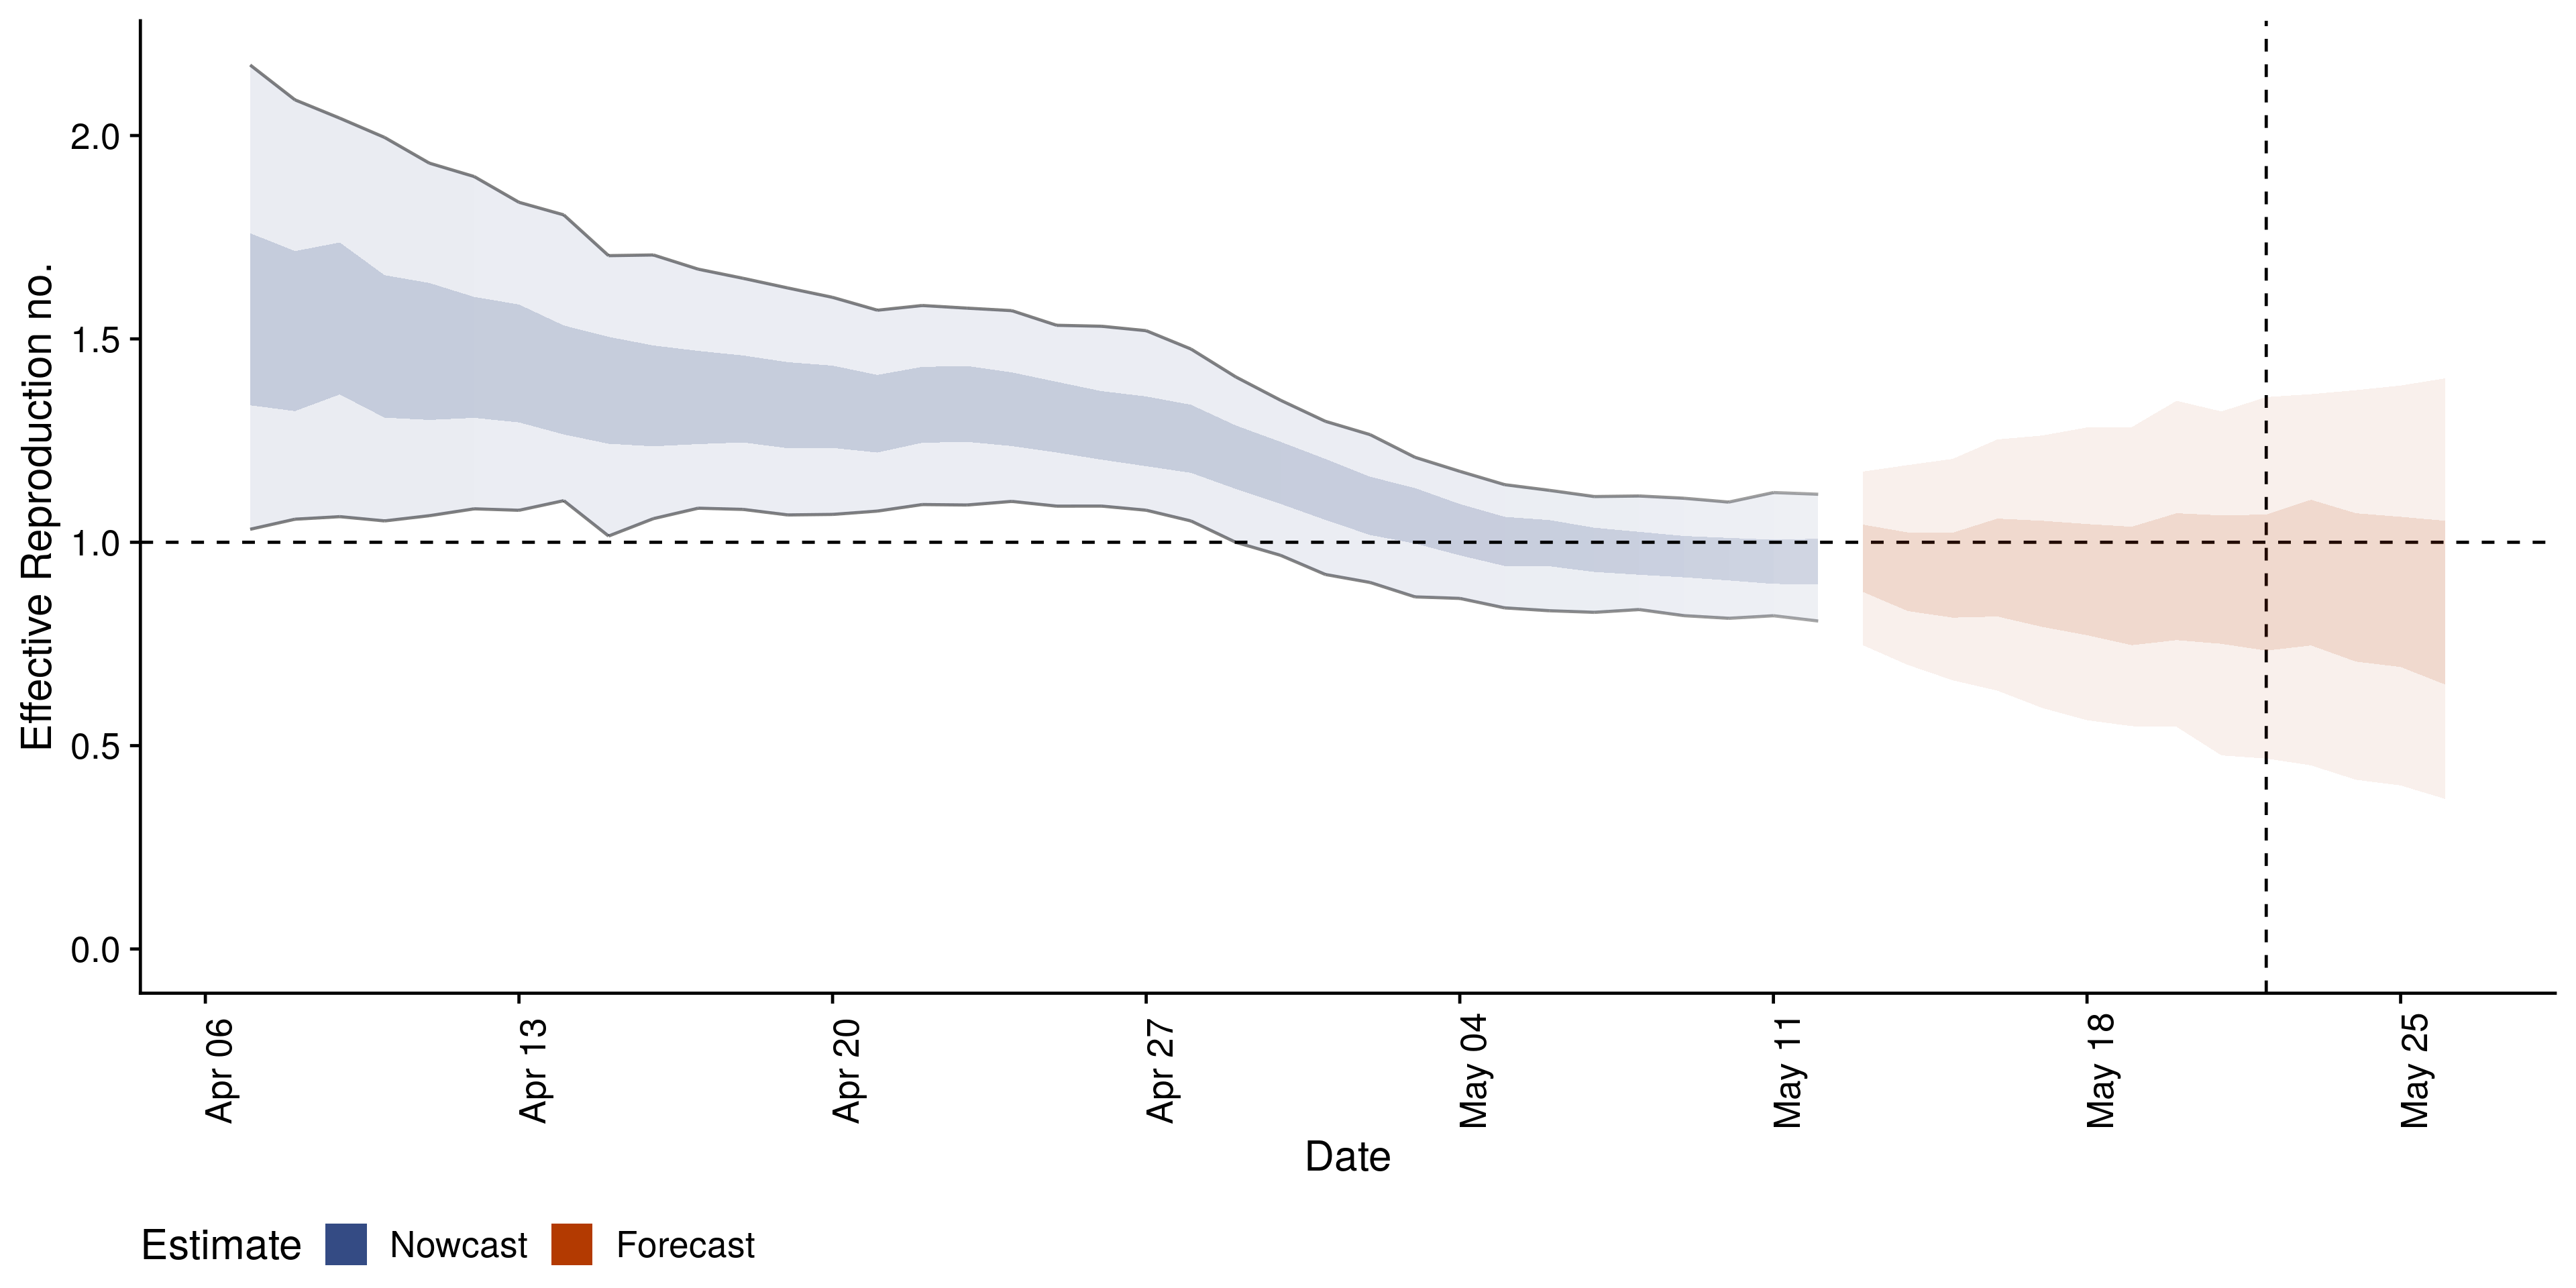 Effective Reproduction no.
2.0
1.5
1.0
0.5
0.0
Apr 06
Apr 13
Apr 20
Apr 27
May 04
May 11
May 18
May 25
Date
Estimate Nowcast Forecast